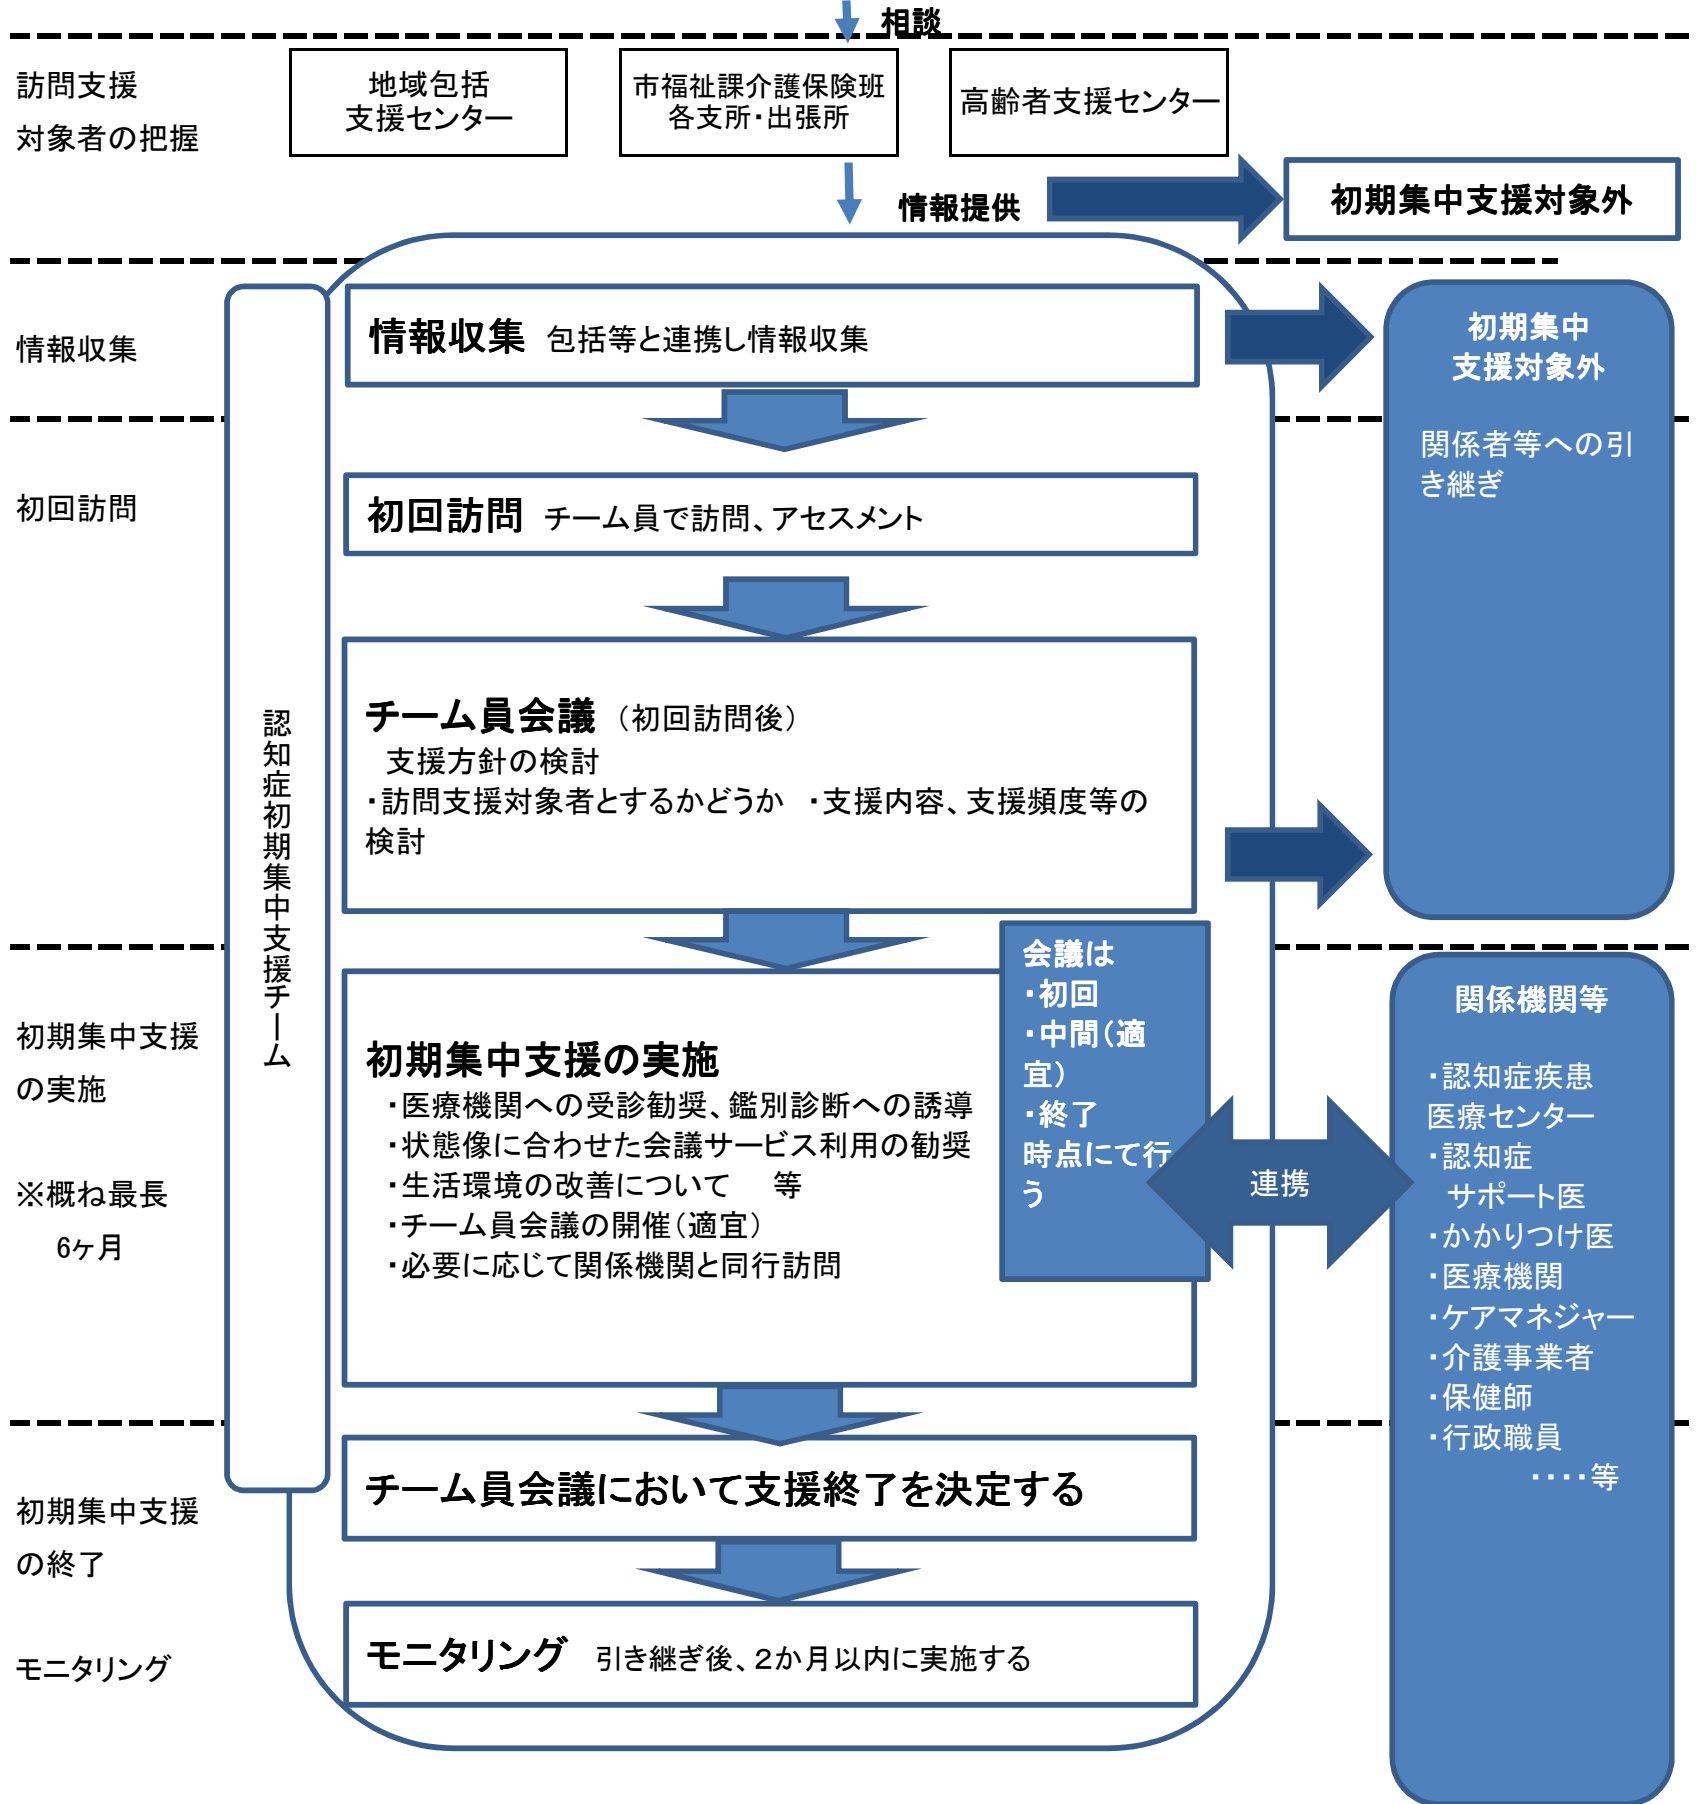 相談
訪問支援
対象者の把握
地域包括
支援センター
市福祉課介護保険班
各支所・出張所
高齢者支援センター
情報提供
初期集中支援対象外
情報収集
情報収集 包括等と連携し情報収集
初期集中
支援対象外
関係者等への引
き継ぎ
初回訪問
初回訪問 チーム員で訪問、アセスメント
認知症初期集中支援チーム
チーム員会議 （初回訪問後）
支援方針の検討
・訪問支援対象者とするかどうか ・支援内容、支援頻度等の
検討
初期集中支援
の実施
※概ね最長
6ヶ月
初期集中支援の実施
・医療機関への受診勧奨、鑑別診断への誘導
・状態像に合わせた会議サービス利用の勧奨
・生活環境の改善について 等
・チーム員会議の開催（適宜）
・必要に応じて関係機関と同行訪問
会議は
・初回
・中間（適
宜）
・終了
時点にて行
う
連携
関係機関等
・認知症疾患
医療センター
・認知症
サポート医
・かかりつけ医
・医療機関
・ケアマネジャー
・介護事業者
・保健師
・行政職員
・・・・等
初期集中支援
の終了
チーム員会議において支援終了を決定する
モニタリング
モニタリング 引き継ぎ後、２か月以内に実施する